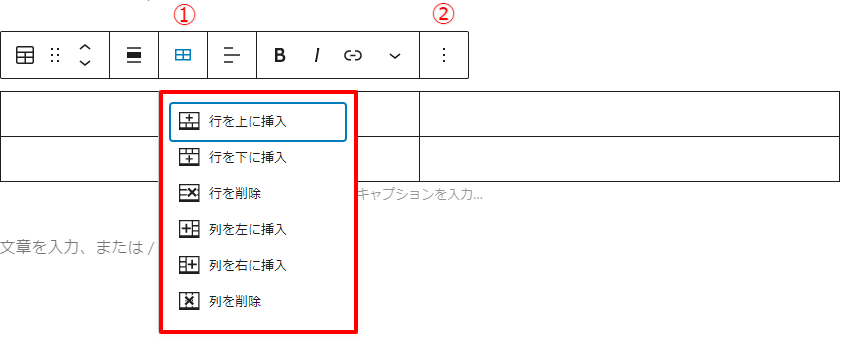 ① ②
B I
行を上に挿入
行を下に挿入
行を削除
列を左に挿入
列を右に挿入
列を削除
キャプションを入力...
文章を入力、または /